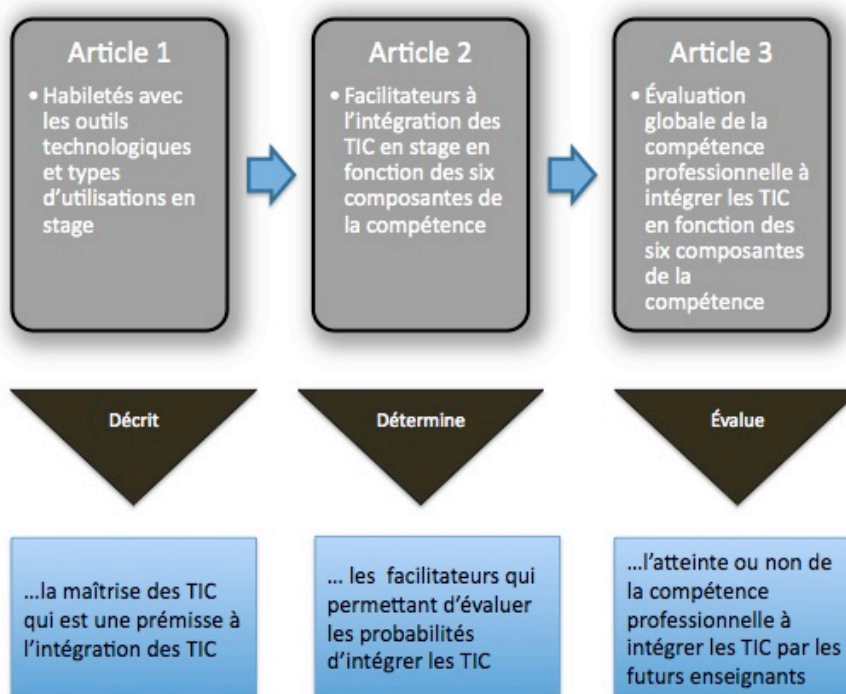 Article 1
• Habiletés avec
les outils
technologiques
et types
d'utilisations en
stage
Article 2
• Facilitateurs à
l'intégration des
TIC en stage en
fonction des six
composantes de
la compétence
Article 3
• Évaluation
globale de la
compétence
professionnelle à
intégrer les TIC
en fonction des
six composantes
de la
compétence
Décrit
Détermine
Évalue
...la maîtrise des TIC
qui est une prémisse à
l'intégration des TIC
... les facilitateurs qui
permettant d'évaluer
les probabilités
d'intégrer les TIC
...l'atteinte ou non de
la compétence
professionnelle à
intégrer les TIC par les
futurs enseignants